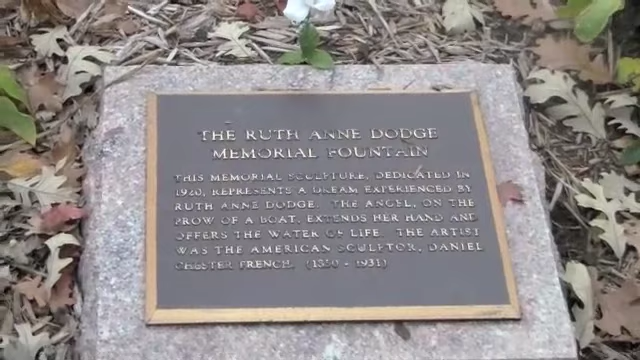 THE RUTH ANNE DODGE
MEMORIAL FOUNTAIN
THIS MEMORIAL SCULPTURE, DEDICATED IN
1920, REPRESENTS A DREAM EXPERIENCED BY
RUTH ANNE DODGE. THE ANGEL, ON THE
PROW OF A BOAT, EXTENDS HER HAND AND
OFFERS THE WATER OF LIFE. THE ARTIST
WAS THE AMERICAN SCULPTOR, DANIEL
CHESTER FRENCH. (1850 - 1931)